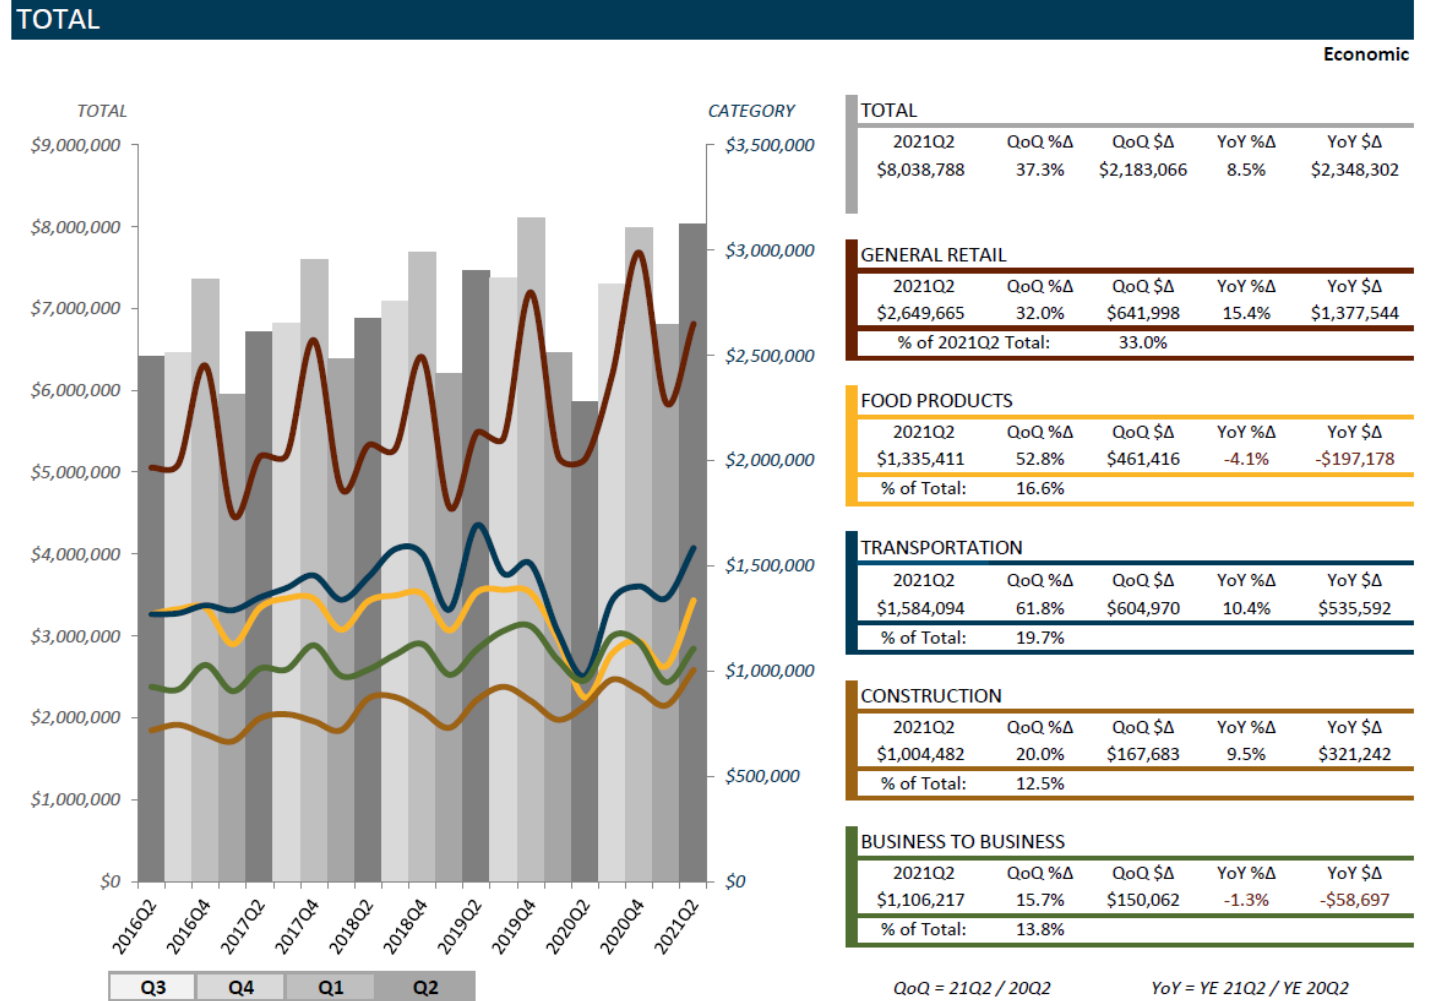 TOTAL
Economic
TOTAL
CATEGORY
$9,000,000
$8,000,000
$7,000,000
$6,000,000
$5,000,000
$4,000,000
$3,000,000
$2,000,000
$1,000,000
$0
$3,500,000
$3,000,000
$2,500,000
$2,000,000
$1,500,000
$1,000,000
$500,000
$0
2016Q2
2016Q4
2017Q2
2017Q4
2018Q2
2018Q4
2019Q2
2019Q4
2020Q2
2020Q4
2021Q2
Q3 Q4 Q1 Q2
TOTAL
2021Q2 QoQ %Δ QoQ $Δ YoY %Δ YoY $Δ
$8,038,788 37.3% $2,183,066 8.5% $2,348,302
GENERAL RETAIL
2021Q2 QoQ %Δ QoQ $Δ YoY %Δ YoY $Δ
$2,649,665 32.0% $641,998 15.4% $1,377,544
% of 2021Q2 Total: 33.0%
FOOD PRODUCTS
2021Q2 QoQ %Δ QoQ $Δ YoY %Δ YoY $Δ
$1,335,411 52.8% $461,416 -4.1% -$197,178
% of Total: 16.6%
TRANSPORTATION
2021Q2 QoQ %Δ QoQ $Δ YoY %Δ YoY $Δ
$1,584,094 61.8% $604,970 10.4% $535,592
% of Total: 19.7%
CONSTRUCTION
2021Q2 QoQ %Δ QoQ $Δ YoY %Δ YoY $Δ
$1,004,482 20.0% $167,683 9.5% $321,242
% of Total: 12.5%
BUSINESS TO BUSINESS
2021Q2 QoQ %Δ QoQ $Δ YoY %Δ YoY $Δ
$1,106,217 15.7% $150,062 -1.3% -$58,697
% of Total: 13.8%
QoQ = 21Q2 / 20Q2 YoY = YE 21Q2 / YE 20Q2